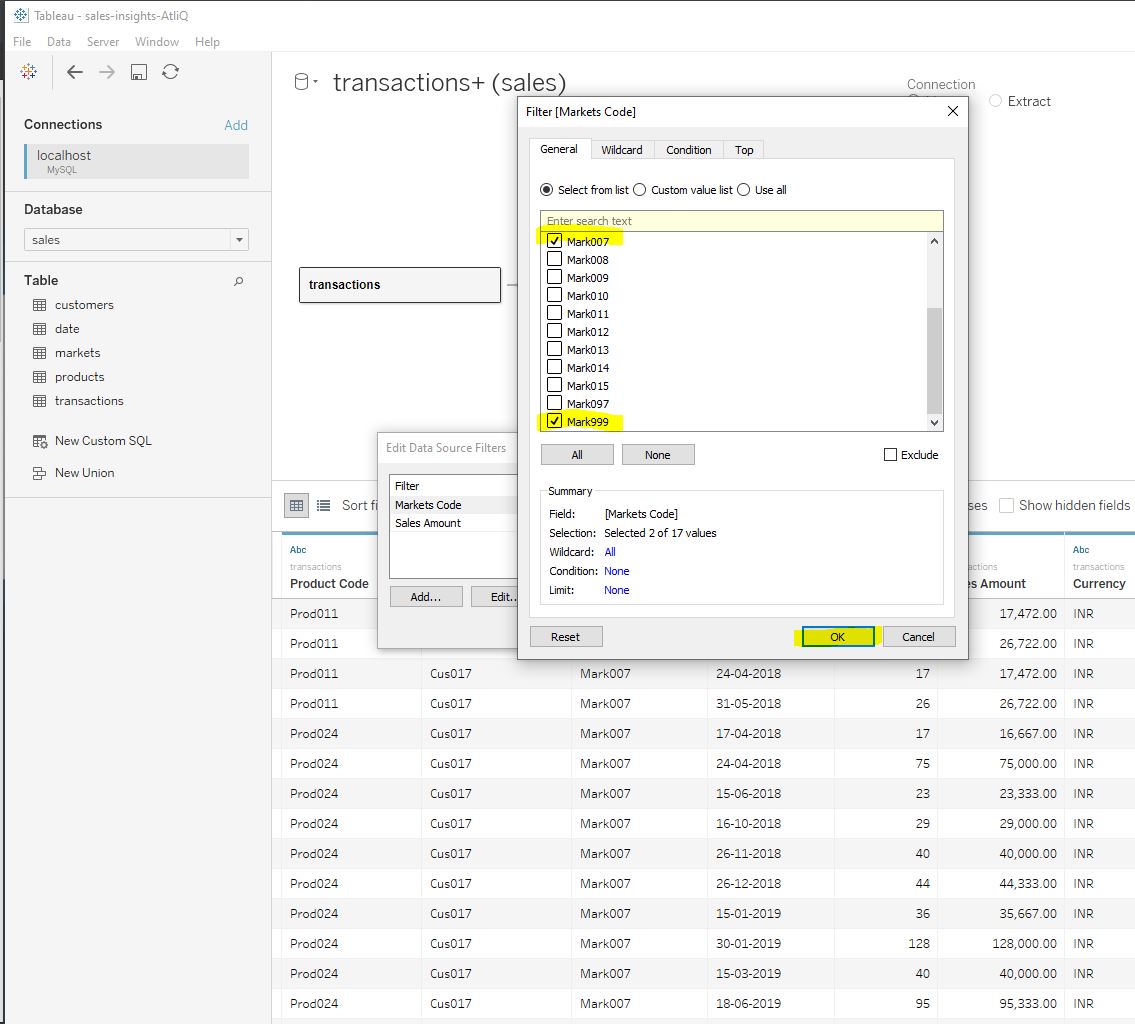 Tableau - sales-insights-AtliQ
File Data Server Window Help
transactions+ (sales)
Connection
Extract
Connections Add
localhost
MySQL
Database
sales
Table
customers
date
markets
products
transactions
New Custom SQL
New Union
transactions
Filter [Markets Code]
General Wildcard Condition Top
Select from list Custom value list Use all
Enter search text
Mark007
Mark008
Mark009
Mark010
Mark011
Mark012
Mark013
Mark014
Mark015
Mark097
Mark999
All None Exclude
Summary
Field: [Markets Code]
Selection: Selected 2 of 17 values
Wildcard: All
Condition: None
Limit: None
Reset OK Cancel
Edit Data Source Filters
Filter
Markets Code
Sales Amount
Add... Edit..
Sort fi
ses Show hidden fields
Abc Abc
transactions actions transactions
Product Code s Amount Currency
Prod011 17,472.00 INR
Prod011 26,722.00 INR
Prod011 Cus017 Mark007 24-04-2018 17 17,472.00 INR
Prod011 Cus017 Mark007 31-05-2018 26 26,722.00 INR
Prod024 Cus017 Mark007 17-04-2018 17 16,667.00 INR
Prod024 Cus017 Mark007 24-04-2018 75 75,000.00 INR
Prod024 Cus017 Mark007 15-06-2018 23 23,333.00 INR
Prod024 Cus017 Mark007 16-10-2018 29 29,000.00 INR
Prod024 Cus017 Mark007 26-11-2018 40 40,000.00 INR
Prod024 Cus017 Mark007 26-12-2018 44 44,333.00 INR
Prod024 Cus017 Mark007 15-01-2019 36 35,667.00 INR
Prod024 Cus017 Mark007 30-01-2019 128 128,000.00 INR
Prod024 Cus017 Mark007 15-03-2019 40 40,000.00 INR
Prod024 Cus017 Mark007 18-06-2019 95 95,333.00 INR